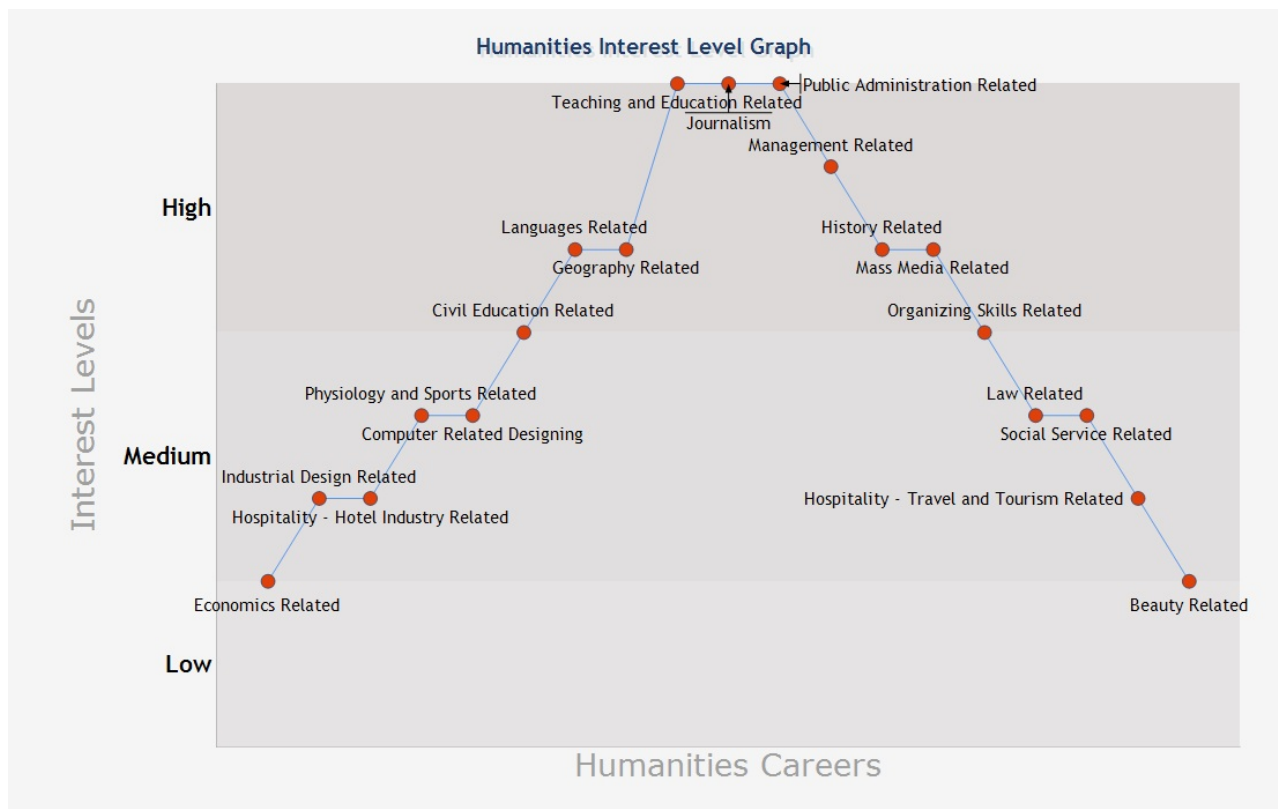 Humanities Interest Level Graph
Public Administration Related
Teaching and Education Related
Journalism
Management Related
High
Languages Related
History Related
Geography Related
Mass Media Related
Civil Education Related
Organizing Skills Related
Interest Levels
Physiology and Sports Related
Law Related
Computer Related Designing
Social Service Related
Medium
Industrial Design Related
Hospitality - Travel and Tourism Related
Hospitality - Hotel Industry Related
Economics Related
Beauty Related
Low
Humanities Careers